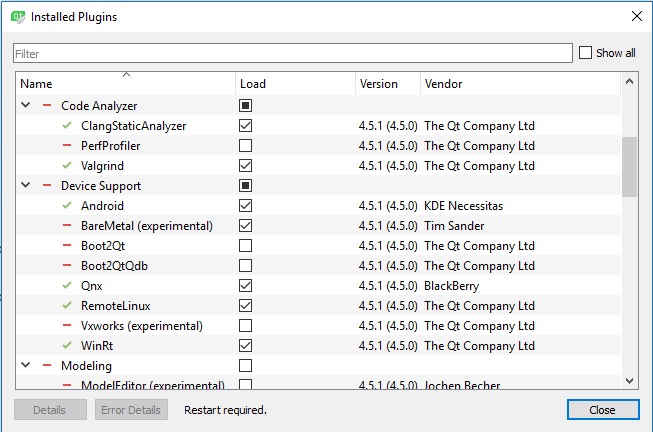 Installed Plugins
Filter Show all
Name Load Version Vendor
Code Analyzer
ClangStaticAnalyzer 4.5.1 (4.5.0) The Qt Company Ltd
PerfProfiler 4.5.1 (4.5.0) The Qt Company Ltd
Valgrind 4.5.1 (4.5.0) The Qt Company Ltd
Device Support
Android 4.5.1 (4.5.0) KDE Necessitas
BareMetal (experimental) 4.5.1 (4.5.0) Tim Sander
Boot2Qt 4.5.1 (4.5.0) The Qt Company Ltd
Boot2QtQdb 4.5.1 (4.5.0) The Qt Company Ltd
Qnx 4.5.1 (4.5.0) BlackBerry
RemoteLinux 4.5.1 (4.5.0) The Qt Company Ltd
Vxworks (experimental) 4.5.1 (4.5.0) The Qt Company Ltd
WinRt 4.5.1 (4.5.0) The Qt Company Ltd
Modeling
ModelEditor (experimental) 4.5.1 (4.5.0) Jochen Becher
Details Error Details Restart required. Close